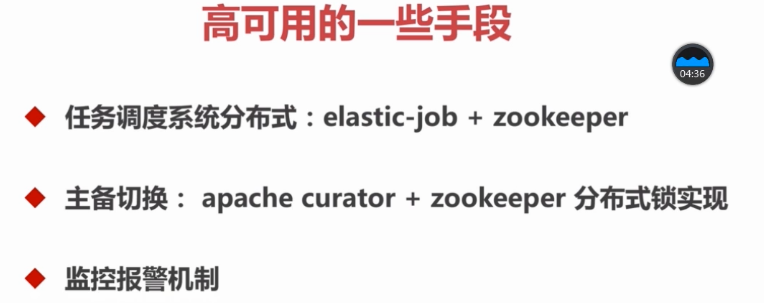 高可用的一些手段
04:36
任务调度系统分布式：elastic-job + zookeeper
主备切换： apache curator + zookeeper 分布式锁实现
监控报警机制